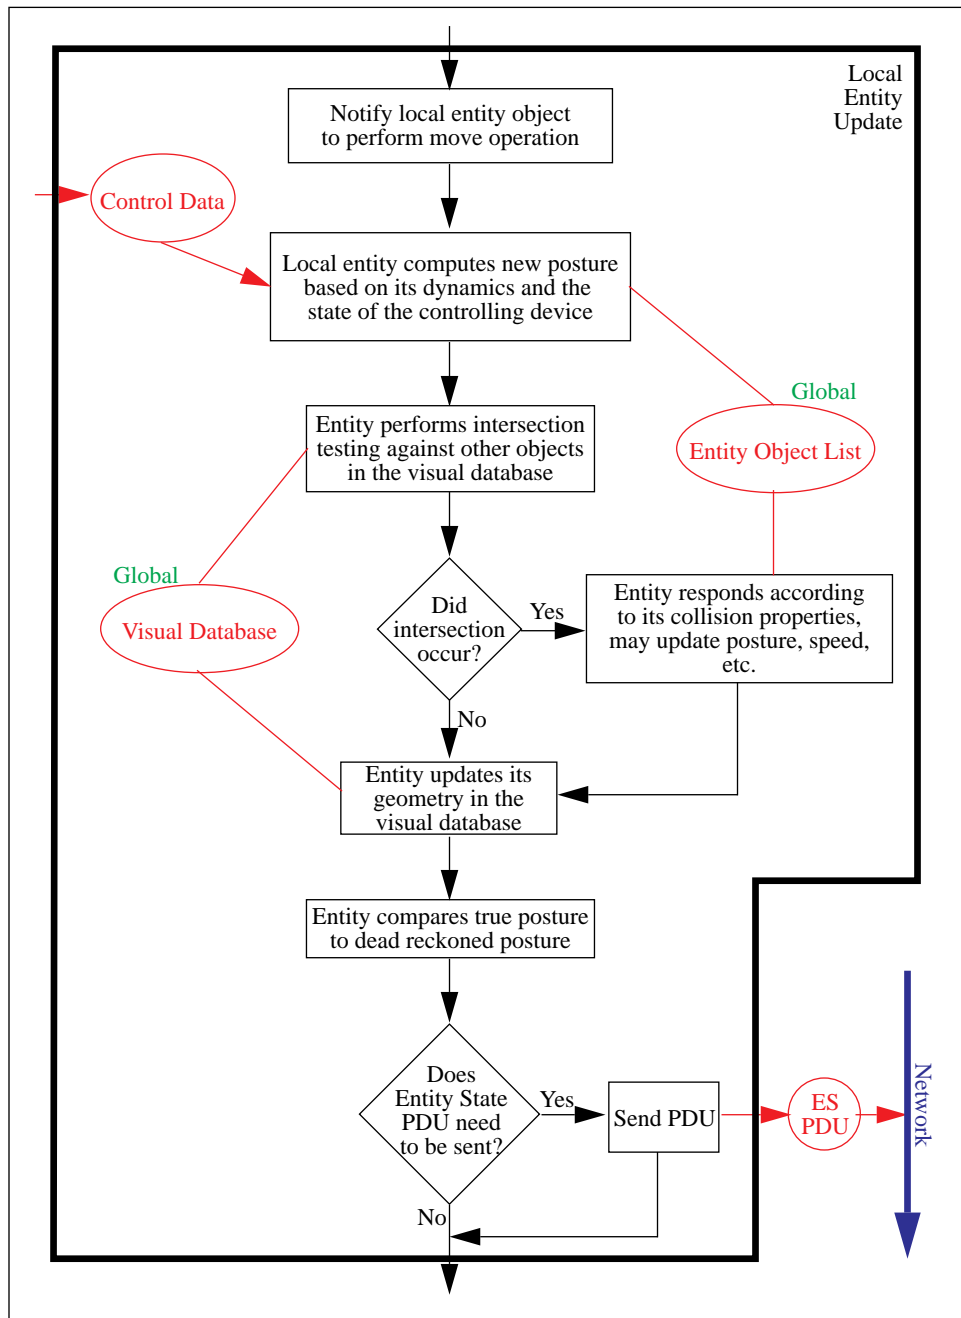 Local
Entity
Update
Notify local entity object
to perform move operation
Control Data
Local entity computes new posture
based on its dynamics and the
state of the controlling device
Global
Entity Object List
Entity performs intersection
testing against other objects
in the visual database
Global
Visual Database
Did
intersection
occur?
Yes
No
Entity responds according
to its collision properties,
may update posture, speed,
etc.
Entity updates its
geometry in the
visual database
Entity compares true posture
to dead reckoned posture
Does
Entity State
PDU need
to be sent?
Yes
No
Send PDU
ES
PDU
Network